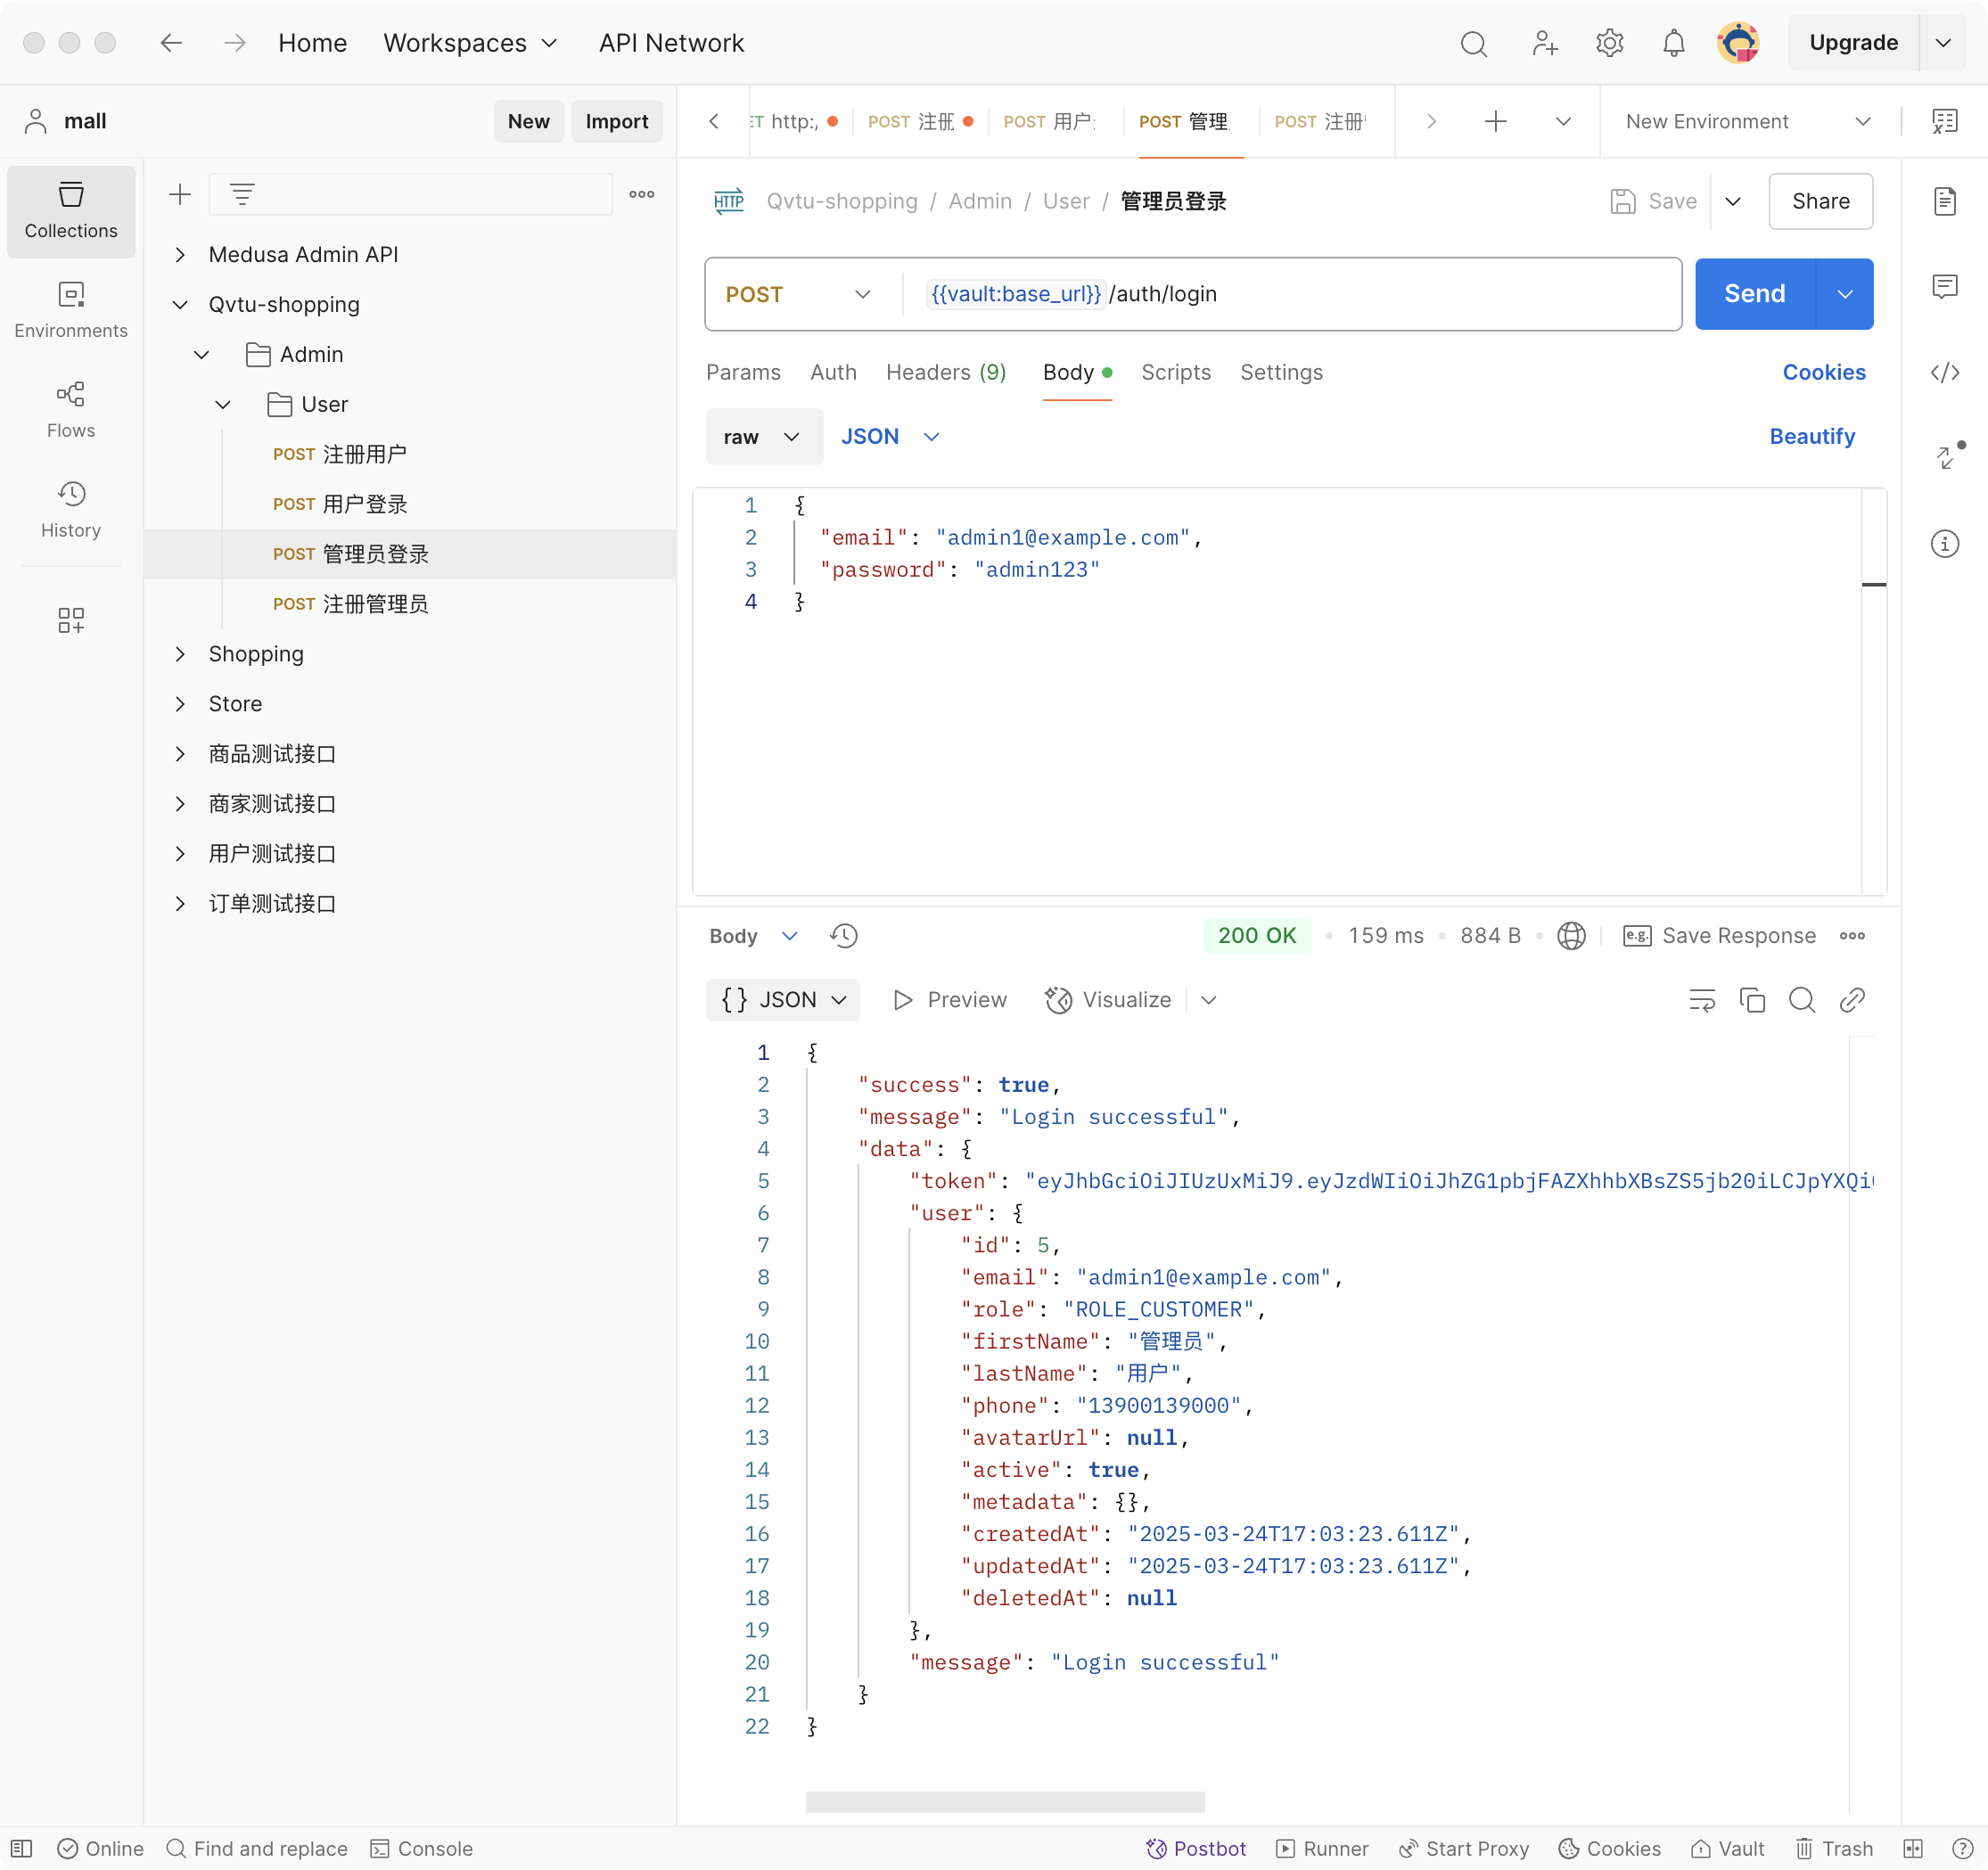 Home
Workspaces
API Network
Upgrade
mall
New
Import
http:/
POST 注册
POST 用户
POST 管理
POST 注册
New Environment
Collections
Environments
Flows
History
Medusa Admin API
Qvtu-shopping
Admin
User
POST 注册用户
POST 用户登录
POST 管理员登录
POST 注册管理员
Shopping
Store
商品测试接口
商家测试接口
用户测试接口
订单测试接口
HTTP Qvtu-shopping / Admin / User / 管理员登录
Save
Share
POST
{{vault:base_url}}/auth/login
Send
Params Auth Headers (9) Body Scripts Settings
Cookies
raw JSON
Beautify
1 {
2 "email": "admin1@example.com",
3 "password": "admin123"
4 }
Body
200 OK
159 ms
884 B
e.g. Save Response
{} JSON
Preview
Visualize
1 {
2 "success": true,
3 "message": "Login successful",
4 "data": {
5 "token": "eyJhbGciOiJIUzUxMiJ9.eyJzdWIiOiJhZG1pbjFAZXhhbXBsZS5jb20iLCJpYXQi
6 "user": {
7 "id": 5,
8 "email": "admin1@example.com",
9 "role": "ROLE_CUSTOMER",
10 "firstName": "管理员",
11 "lastName": "用户",
12 "phone": "13900139000",
13 "avatarUrl": null,
14 "active": true,
15 "metadata": {},
16 "createdAt": "2025-03-24T17:03:23.611Z",
17 "updatedAt": "2025-03-24T17:03:23.611Z",
18 "deletedAt": null
19 },
20 "message": "Login successful"
21 }
22 }
Online
Find and replace
Console
Postbot
Runner
Start Proxy
Cookies
Vault
Trash